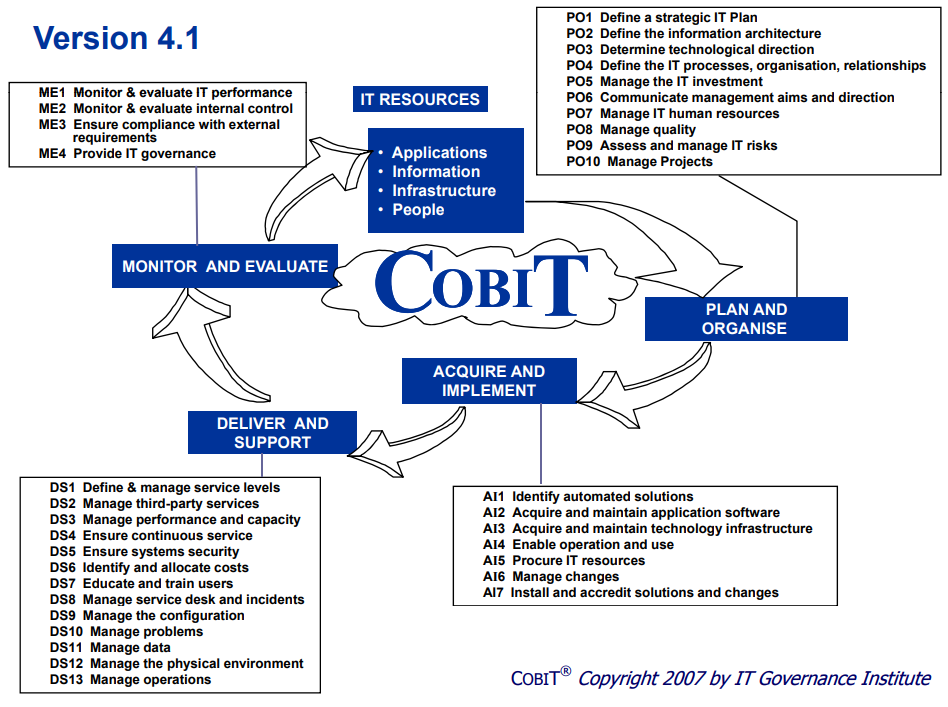 Version 4.1
PO1 Define a strategic IT Plan
PO2 Define the information architecture
PO3 Determine technological direction
PO4 Define the IT processes, organisation, relationships
PO5 Manage the IT investment
PO6 Communicate management aims and direction
PO7 Manage IT human resources
PO8 Manage quality
PO9 Assess and manage IT risks
PO10 Manage Projects
ME1 Monitor & evaluate IT performance
ME2 Monitor & evaluate internal control
ME3 Ensure compliance with external
requirements
ME4 Provide IT governance
IT RESOURCES
• Applications
• Information
• Infrastructure
• People
MONITOR AND EVALUATE
COBIT
PLAN AND
ORGANISE
ACQUIRE AND
IMPLEMENT
DELIVER AND
SUPPORT
DS1 Define & manage service levels
DS2 Manage third-party services
DS3 Manage performance and capacity
DS4 Ensure continuous service
DS5 Ensure systems security
DS6 Identify and allocate costs
DS7 Educate and train users
DS8 Manage service desk and incidents
DS9 Manage the configuration
DS10 Manage problems
DS11 Manage data
DS12 Manage the physical environment
DS13 Manage operations
AI1 Identify automated solutions
AI2 Acquire and maintain application software
AI3 Acquire and maintain technology infrastructure
AI4 Enable operation and use
AI5 Procure IT resources
AI6 Manage changes
AI7 Install and accredit solutions and changes
COBIT® Copyright 2007 by IT Governance Institute